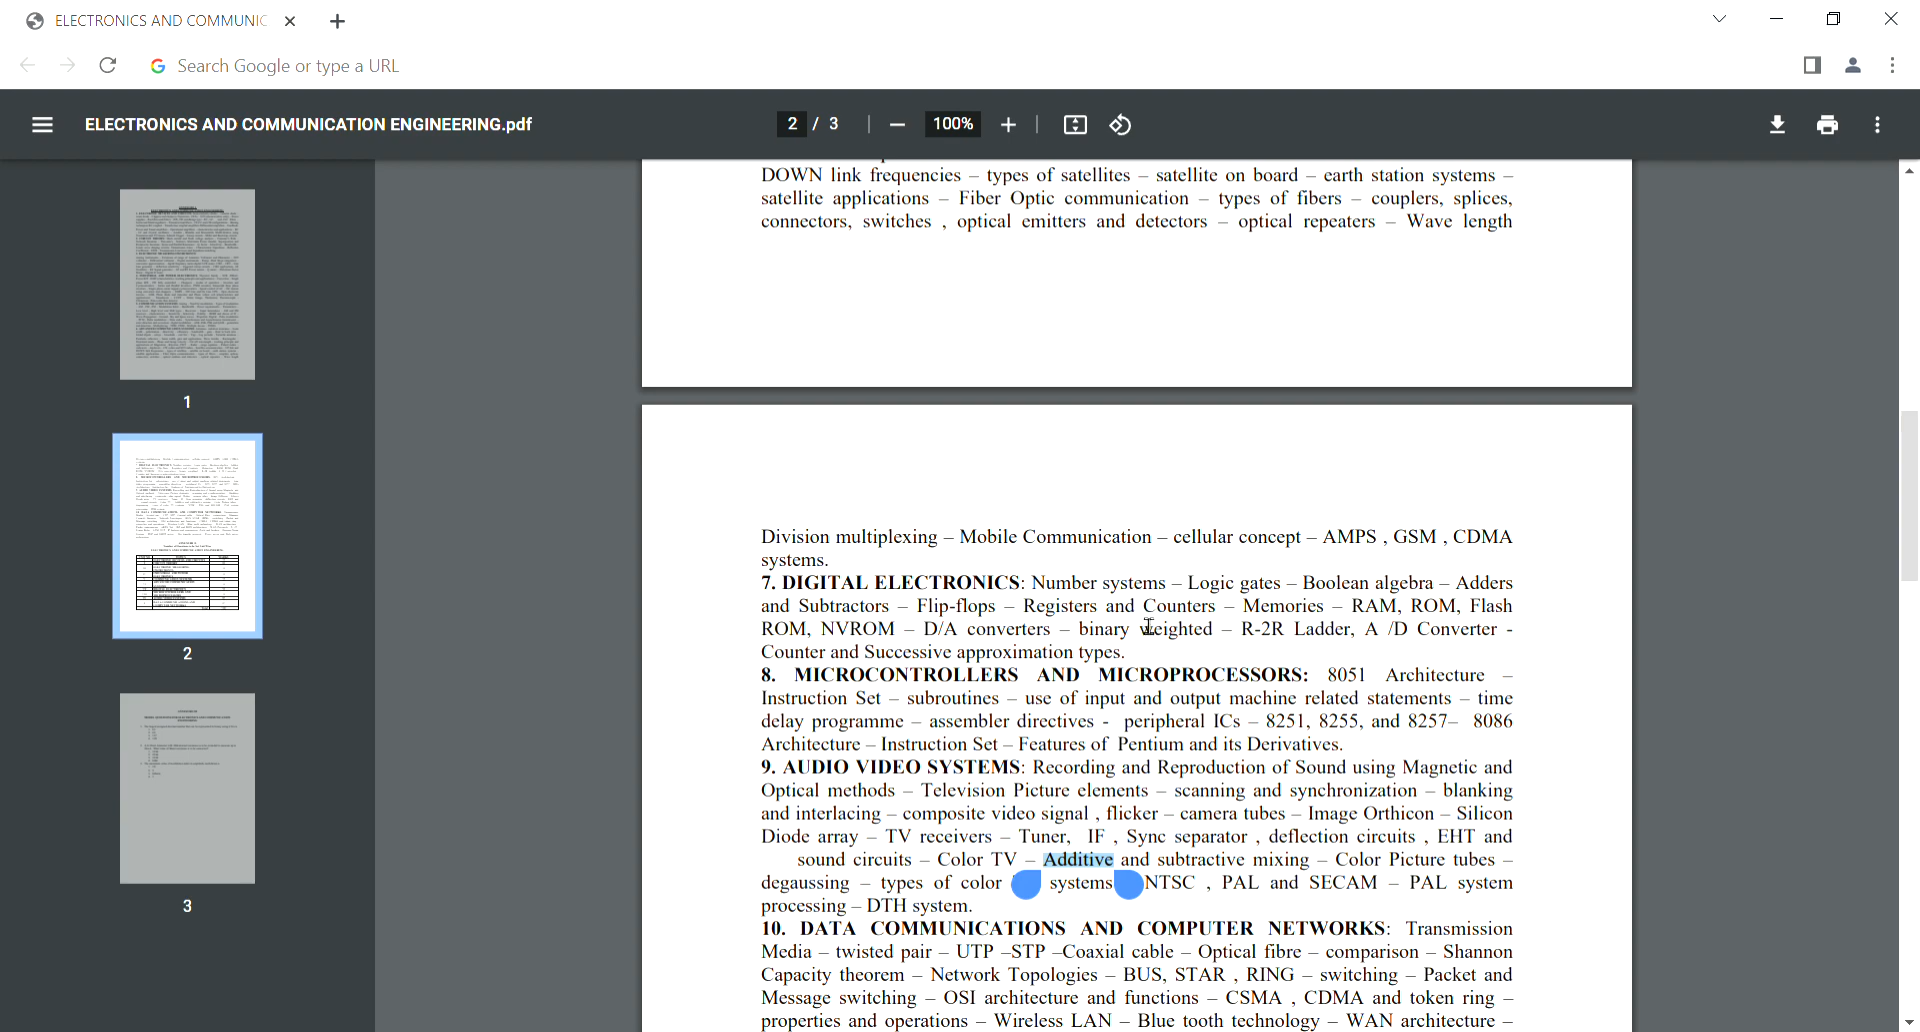 ELECTRONICS AND COMMUNIC
Search Google or type a URL
ELECTRONICS AND COMMUNICATION ENGINEERING.pdf
2 / 3
100%
1
2
3
DOWN link frequencies – types of satellites – satellite on board – earth station systems –
satellite applications – Fiber Optic communication – types of fibers – couplers, splices,
connectors, switches , optical emitters and detectors – optical repeaters – Wave length
Division multiplexing – Mobile Communication – cellular concept – AMPS , GSM , CDMA
systems.
7. DIGITAL ELECTRONICS: Number systems – Logic gates – Boolean algebra – Adders
and Subtractors – Flip-flops – Registers and Counters – Memories – RAM, ROM, Flash
ROM, NVROM – D/A converters – binary weighted – R-2R Ladder, A /D Converter -
Counter and Successive approximation types.
8. MICROCONTROLLERS AND MICROPROCESSORS: 8051 Architecture –
Instruction Set – subroutines – use of input and output machine related statements – time
delay programme – assembler directives - peripheral ICs – 8251, 8255, and 8257– 8086
Architecture – Instruction Set – Features of Pentium and its Derivatives.
9. AUDIO VIDEO SYSTEMS: Recording and Reproduction of Sound using Magnetic and
Optical methods – Television Picture elements – scanning and synchronization – blanking
and interlacing – composite video signal , flicker – camera tubes – Image Orthicon – Silicon
Diode array – TV receivers – Tuner, IF , Sync separator , deflection circuits , EHT and
sound circuits – Color TV – Additive and subtractive mixing – Color Picture tubes –
degaussing – types of color systems NTSC , PAL and SECAM – PAL system
processing – DTH system.
10. DATA COMMUNICATIONS AND COMPUTER NETWORKS: Transmission
Media – twisted pair – UTP –STP –Coaxial cable – Optical fibre – comparison – Shannon
Capacity theorem – Network Topologies – BUS, STAR , RING – switching – Packet and
Message switching – OSI architecture and functions – CSMA , CDMA and token ring –
properties and operations – Wireless LAN – Blue tooth technology – WAN architecture –